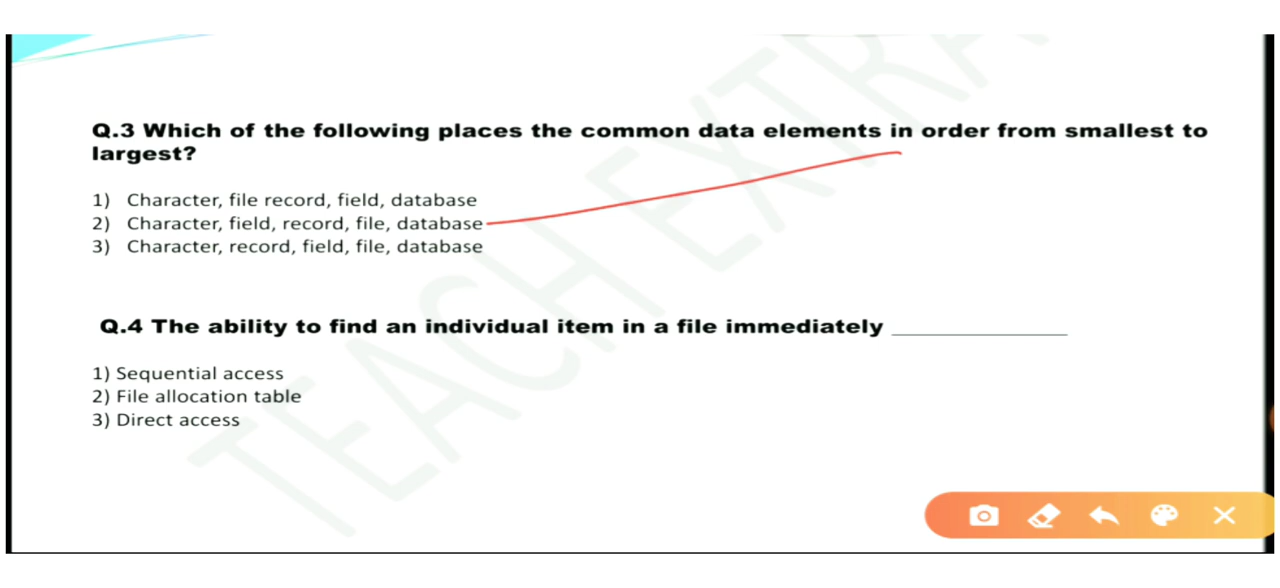 Q.3 Which of the following places the common data elements in order from smallest to
largest?
1) Character, file record, field, database
2) Character, field, record, file, database
3) Character, record, field, file, database
Q.4 The ability to find an individual item in a file immediately ________________
1) Sequential access
2) File allocation table
3) Direct access
TEACH EXTRA